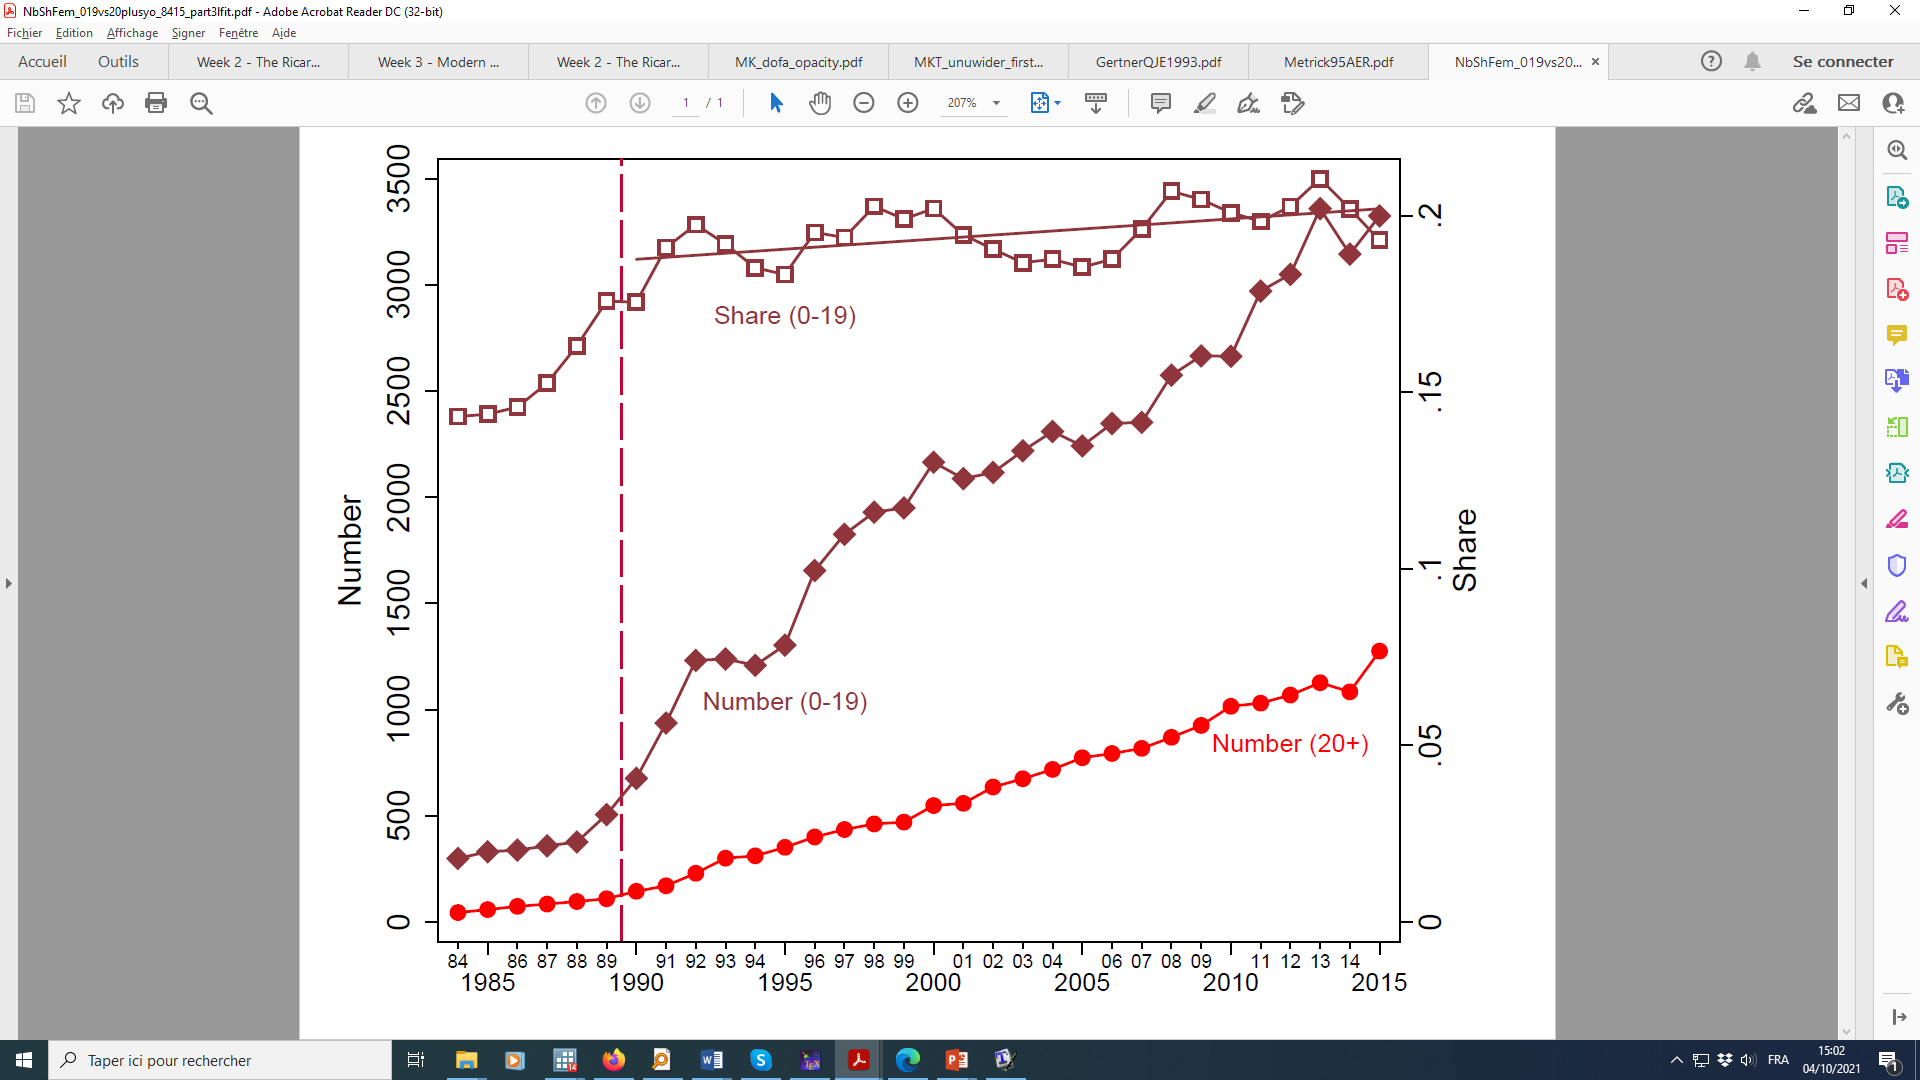 NbShFem_019vs20plusyo_8415_part3lfit.pdf - Adobe Acrobat Reader DC (32-bit)
Fichier Edition Affichage Signer Fenêtre Aide
Accueil Outils Week 2 - The Ricar... Week 3 - Modern ... Week 2 - The Ricar... MK_dofa_opacity.pdf MKT_unuwider_first... GertnerQJE1993.pdf Metrick95AER.pdf NbShFem_019vs20... × Se connecter
1 / 1 207%
3500
3000
2500
2000
1500
1000
500
0
Number
Share (0-19)
Number (0-19)
Number (20+)
.2
.15
.1
.05
0
Share
84 86 87 88 89 91 92 93 94 96 97 98 99 01 02 03 04 06 07 08 09 11 12 13 14
1985 1990 1995 2000 2005 2010 2015
Taper ici pour rechercher
14
TEX
FRA
15:02
04/10/2021
1